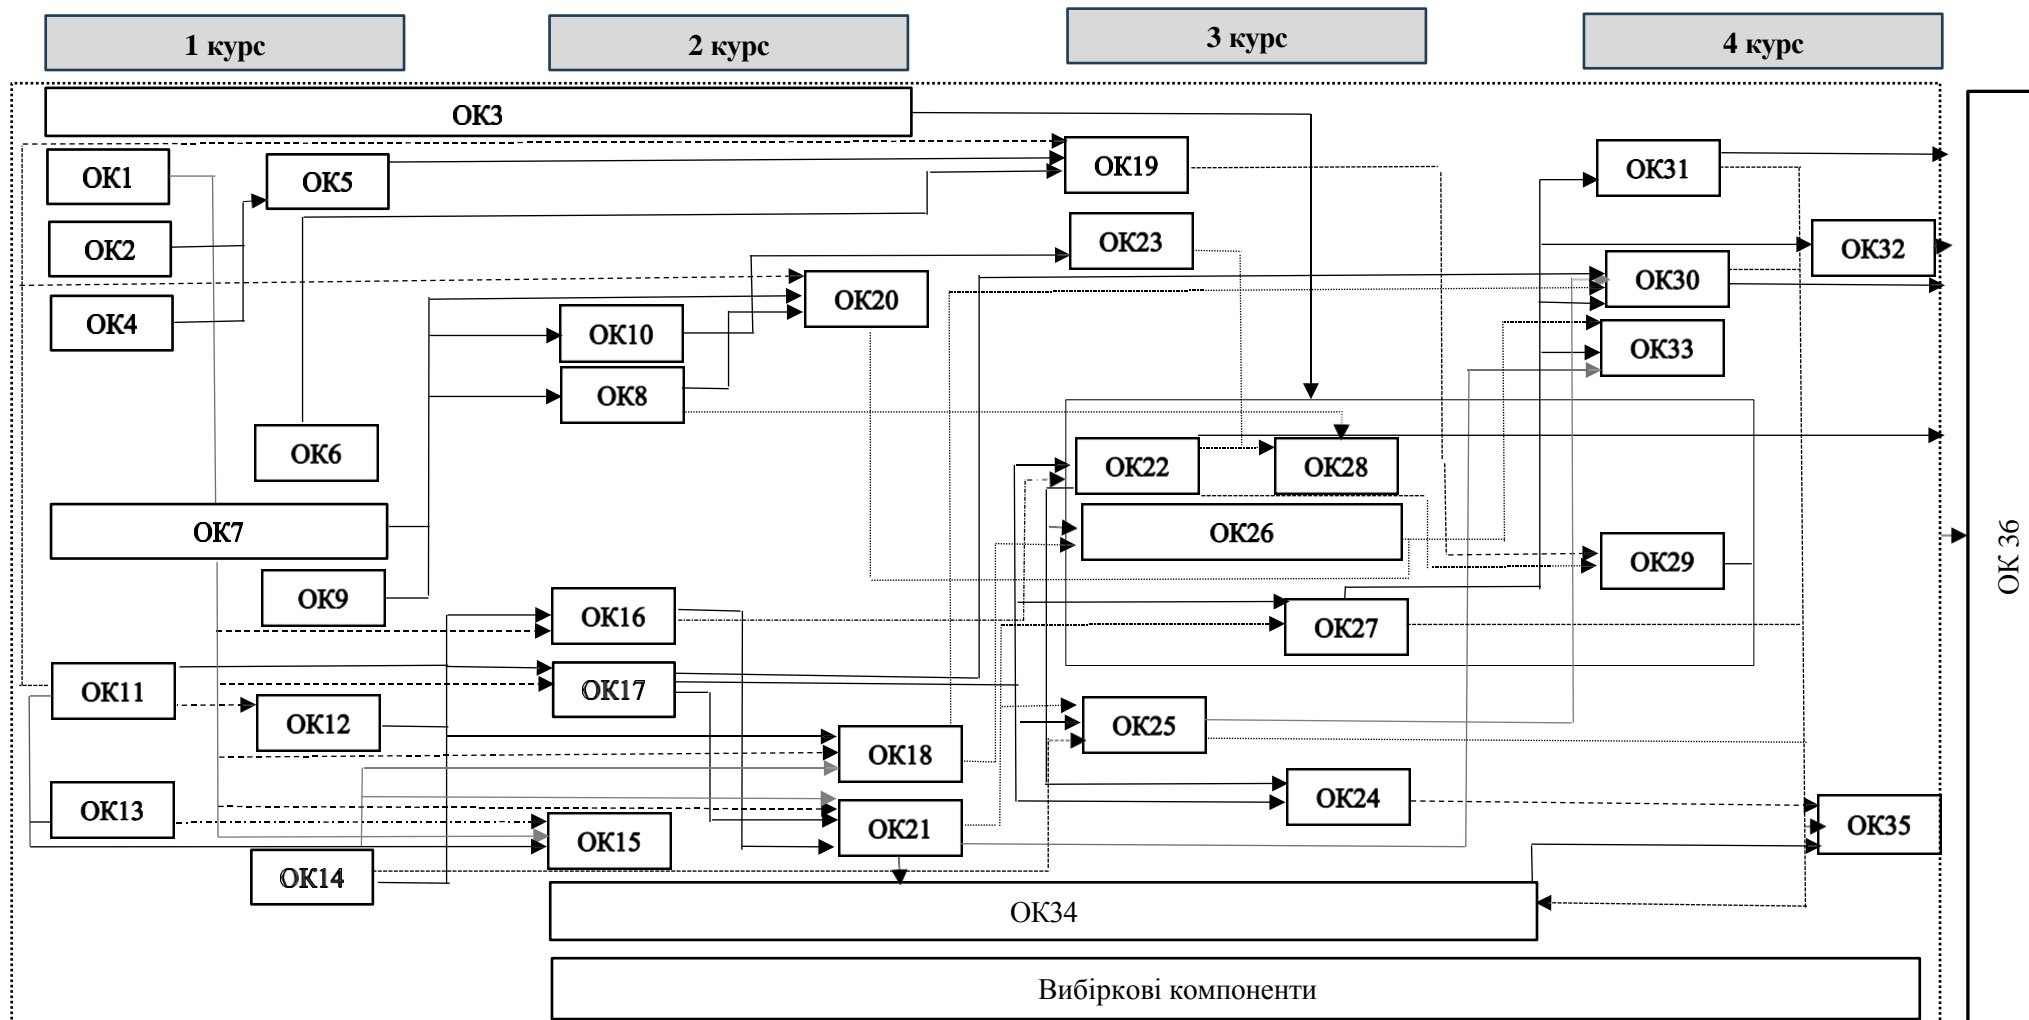 1 курс
2 курс
3 курс
4 курс
ОК3
ОК1
ОК5
ОК19
ОК31
ОК2
ОК23
ОК32
ОК4
ОК20
ОК30
ОК10
ОК33
ОК8
ОК6
ОК22
ОК28
ОК7
ОК26
ОК29
ОК9
ОК16
ОК27
ОК11
ОК12
ОК17
ОК18
ОК25
ОК13
ОК15
ОК21
ОК24
ОК35
ОК14
ОК34
Вибіркові компоненти
ОК 36